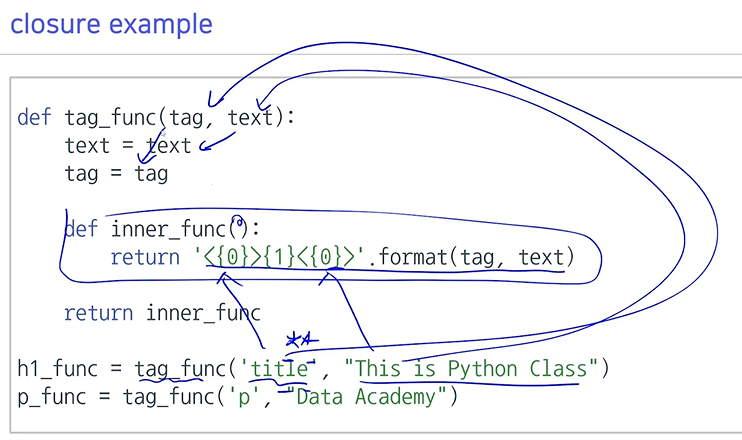 closure example
def tag_func(tag, text):
    text = text
    tag = tag
    def inner_func():
        return '<{0}>{1}<{0}>'.format(tag, text)
    return inner_func
h1_func = tag_func('title', "This is Python Class")
p_func = tag_func('p', "Data Academy")